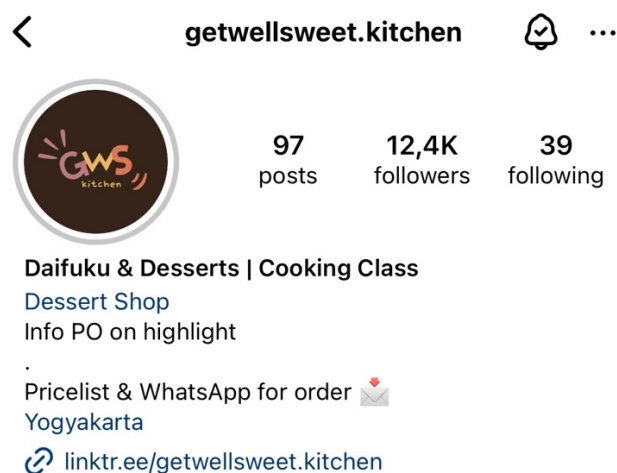 getwellsweet.kitchen
GWS
kitchen
97 12,4K 39
posts followers following
Daifuku & Desserts | Cooking Class
Dessert Shop
Info PO on highlight
.
Pricelist & WhatsApp for order 📩
Yogyakarta
linktr.ee/getwellsweet.kitchen